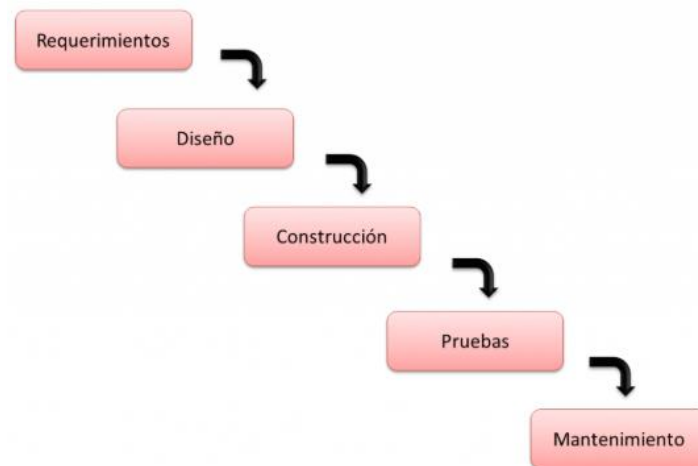 Requerimientos
Diseño
Construcción
Pruebas
Mantenimiento